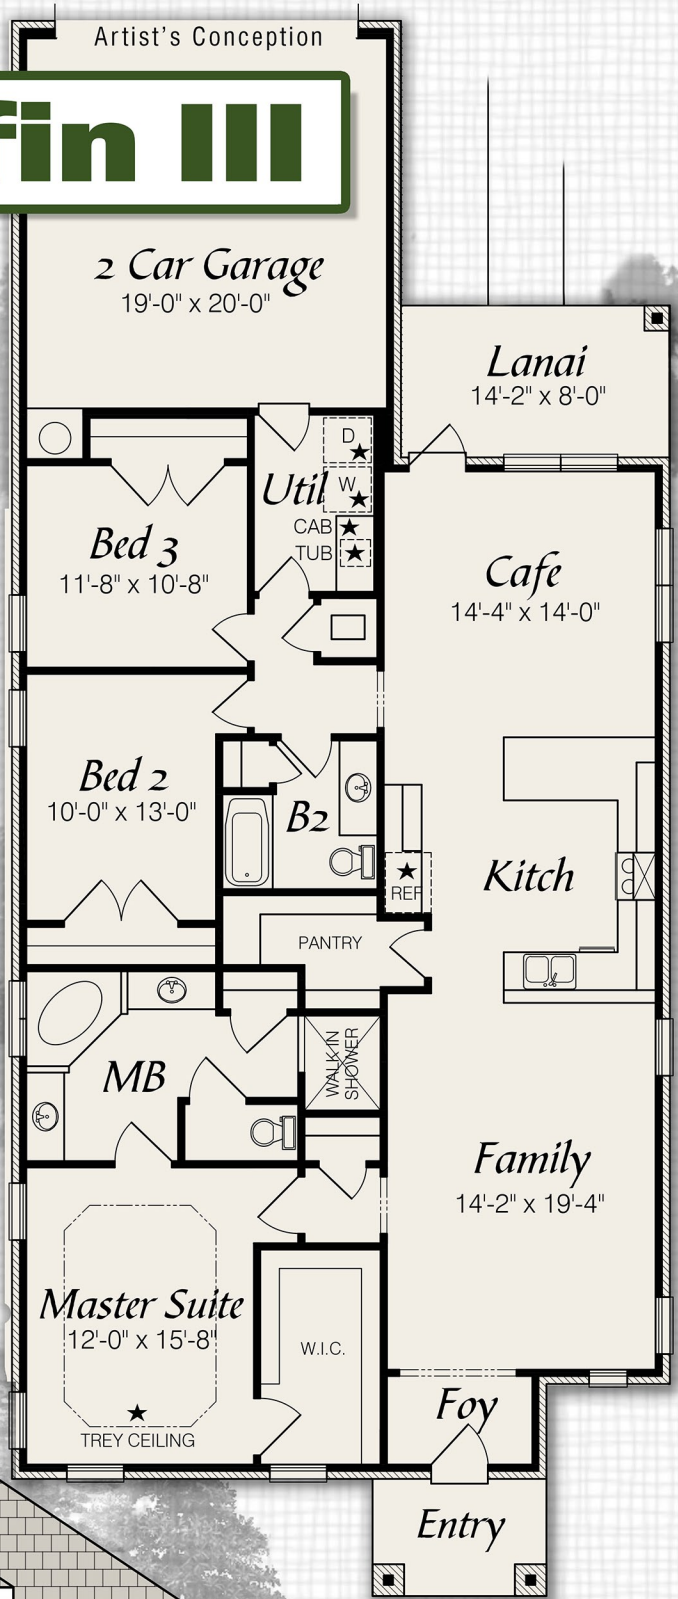 Artist's Conception
fin III
2 Car Garage
19'-0" x 20'-0"
Lanai
14'-2" x 8'-0"
D
Util
W
CAB
TUB
Bed 3
11'-8" x 10'-8"
Cafe
14'-4" x 14'-0"
Bed 2
10'-0" x 13'-0"
B2
REF
Kitch
PANTRY
MB
WALK IN
SHOWER
Family
14'-2" x 19'-4"
Master Suite
12'-0" x 15'-8"
TREY CEILING
W.I.C.
Foy
Entry